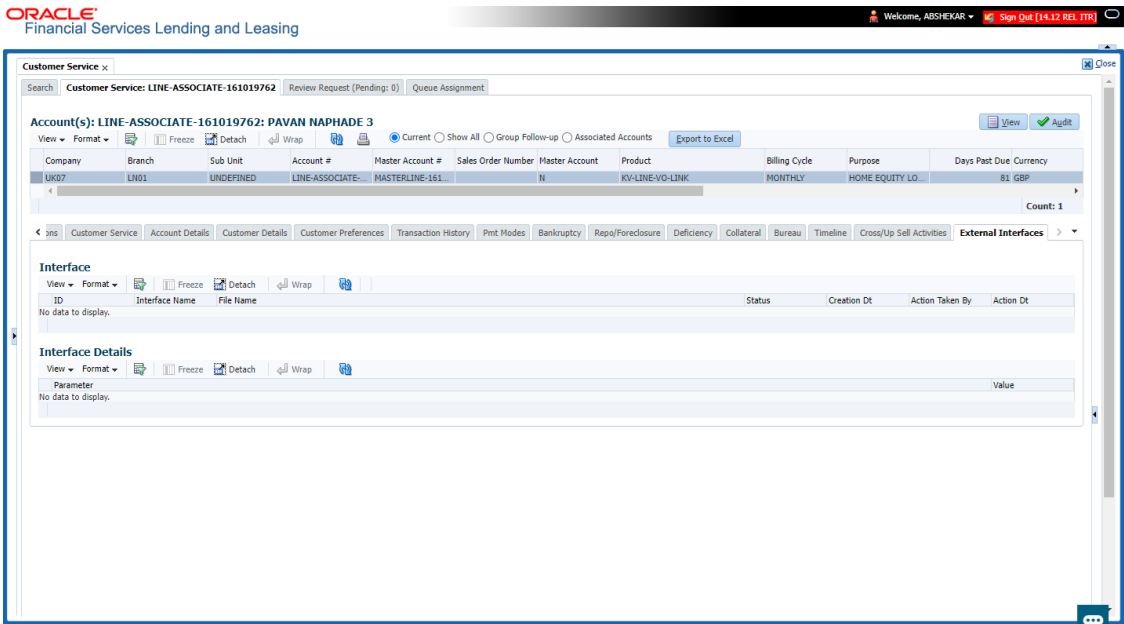 ORACLE®
Financial Services Lending and Leasing
Welcome, ABSHEKAR Sign Out [14.12 REL ITR]
Customer Service × Close
Search Customer Service: LINE-ASSOCIATE-161019762 Review Request (Pending: 0) Queue Assignment
Account(s): LINE-ASSOCIATE-161019762: PAVAN NAPHADE 3 View Audit
View Format Freeze Detach Wrap Current Show All Group Follow-up Associated Accounts Export to Excel
Company Branch Sub Unit Account # Master Account # Sales Order Number Master Account Product Billing Cycle Purpose Days Past Due Currency
UK07 LN01 UNDEFINED LINE-ASSOCIATE-... MASTERLINE-161... N KV-LINE-VO-LINK MONTHLY HOME EQUITY LO... 81 GBP
Count: 1
ons Customer Service Account Details Customer Details Customer Preferences Transaction History Pmt Modes Bankruptcy Repo/Foreclosure Deficiency Collateral Bureau Timeline Cross/Up Sell Activities External Interfaces
Interface
View Format Freeze Detach Wrap
ID Interface Name File Name Status Creation Dt Action Taken By Action Dt
No data to display.
Interface Details
View Format Freeze Detach Wrap
Parameter Value
No data to display.